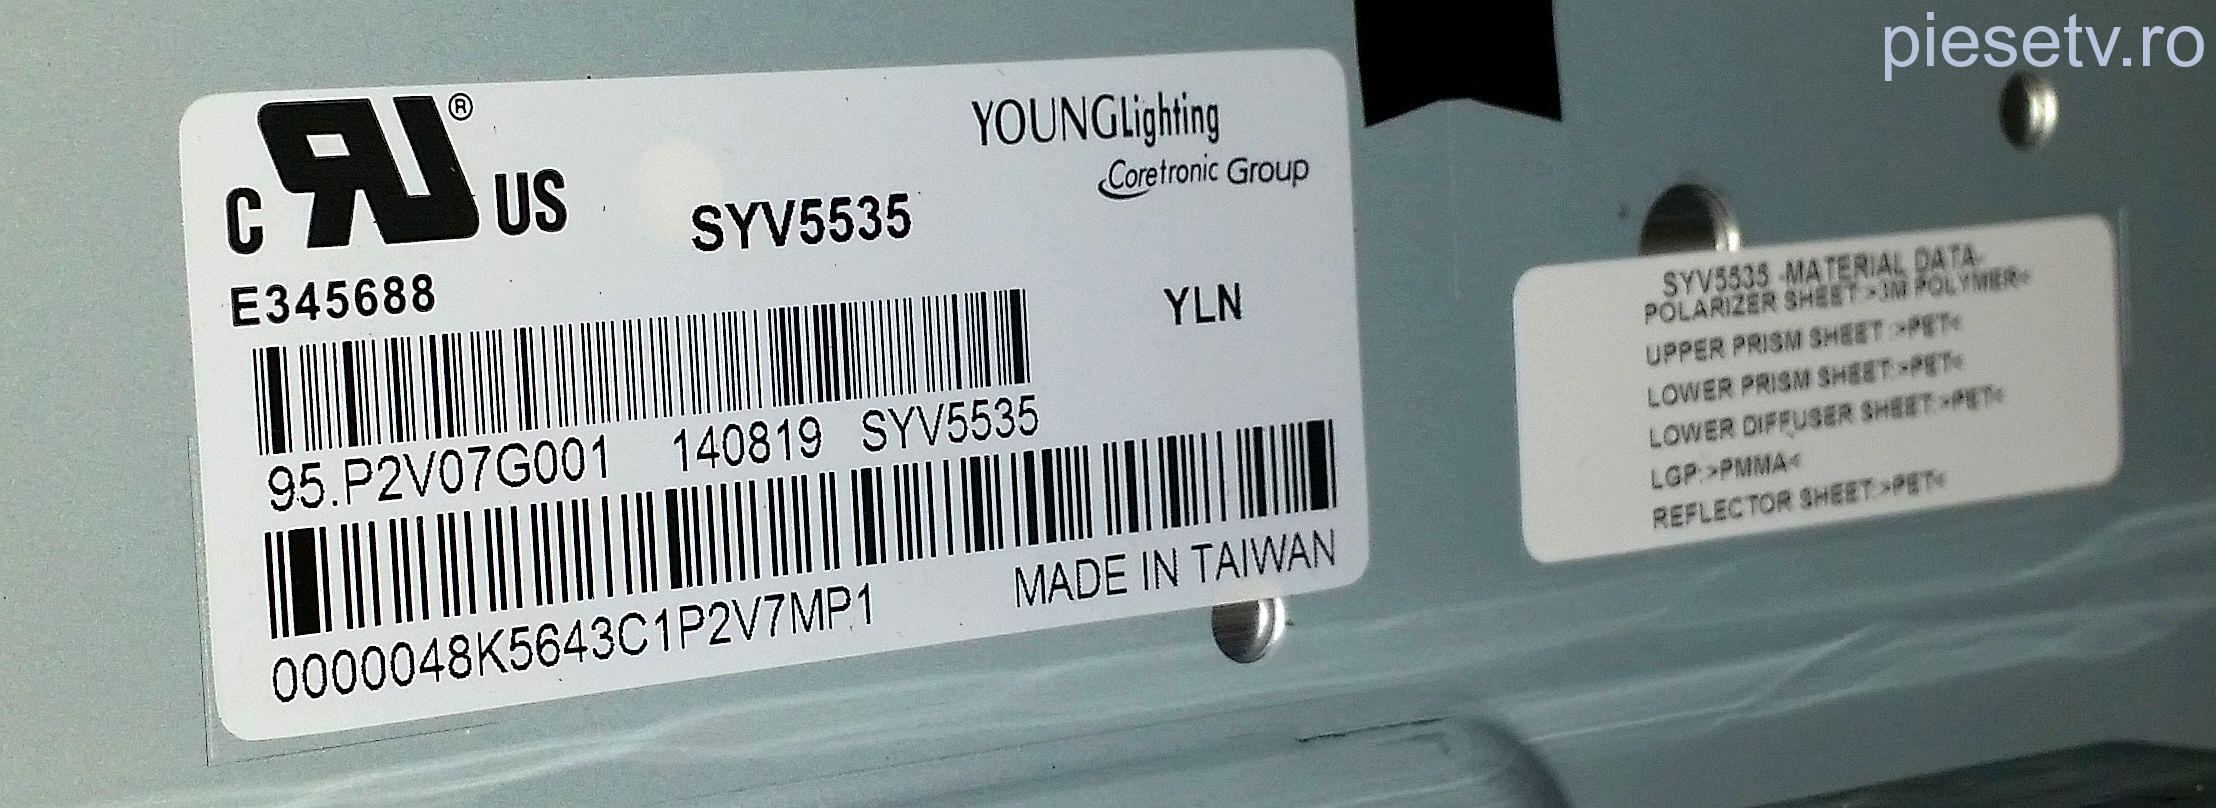 piesetv.ro
C RU® US
E345688
SYV5535
YOUNGLighting
Coretronic Group
YLN
95.P2V07G001 140819 SYV5535
0000048K5643C1P2V7MP1
MADE IN TAIWAN
SYV5535 -MATERIAL DATA-
POLARIZER SHEET:>3M POLYMER<
UPPER PRISM SHEET :>PET<
LOWER PRISM SHEET:>PET<
LOWER DIFFUSER SHEET:>PET<
LGP:>PMMA<
REFLECTOR SHEET:>PET<